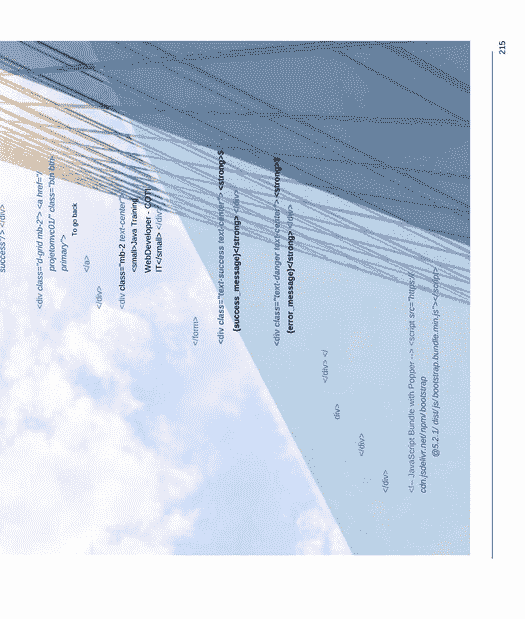 success'/> </div>
<div class="d-grid mb-2"> <a href="/
projetomvc01/" class="btn btn-
primary">
To go back
</a>
</div>
<div class="mb-2 text-center">
<small>Java Training
WebDeveloper - COTI
IT</small> </div>
</form>
<div class="text-success text-center"> <strong>$
{success_message}</strong> </div>
<div class="text-danger text-center"> <strong>$
{error_message}</strong> </div>
</div> </
div>
</div>
</div>
<!-- JavaScript Bundle with Popper --> <script src="https://
cdn.jsdelivr.net/npm/bootstrap
@5.2.1/ dist/ js/ bootstrap.bundle.min.js"></script>
215